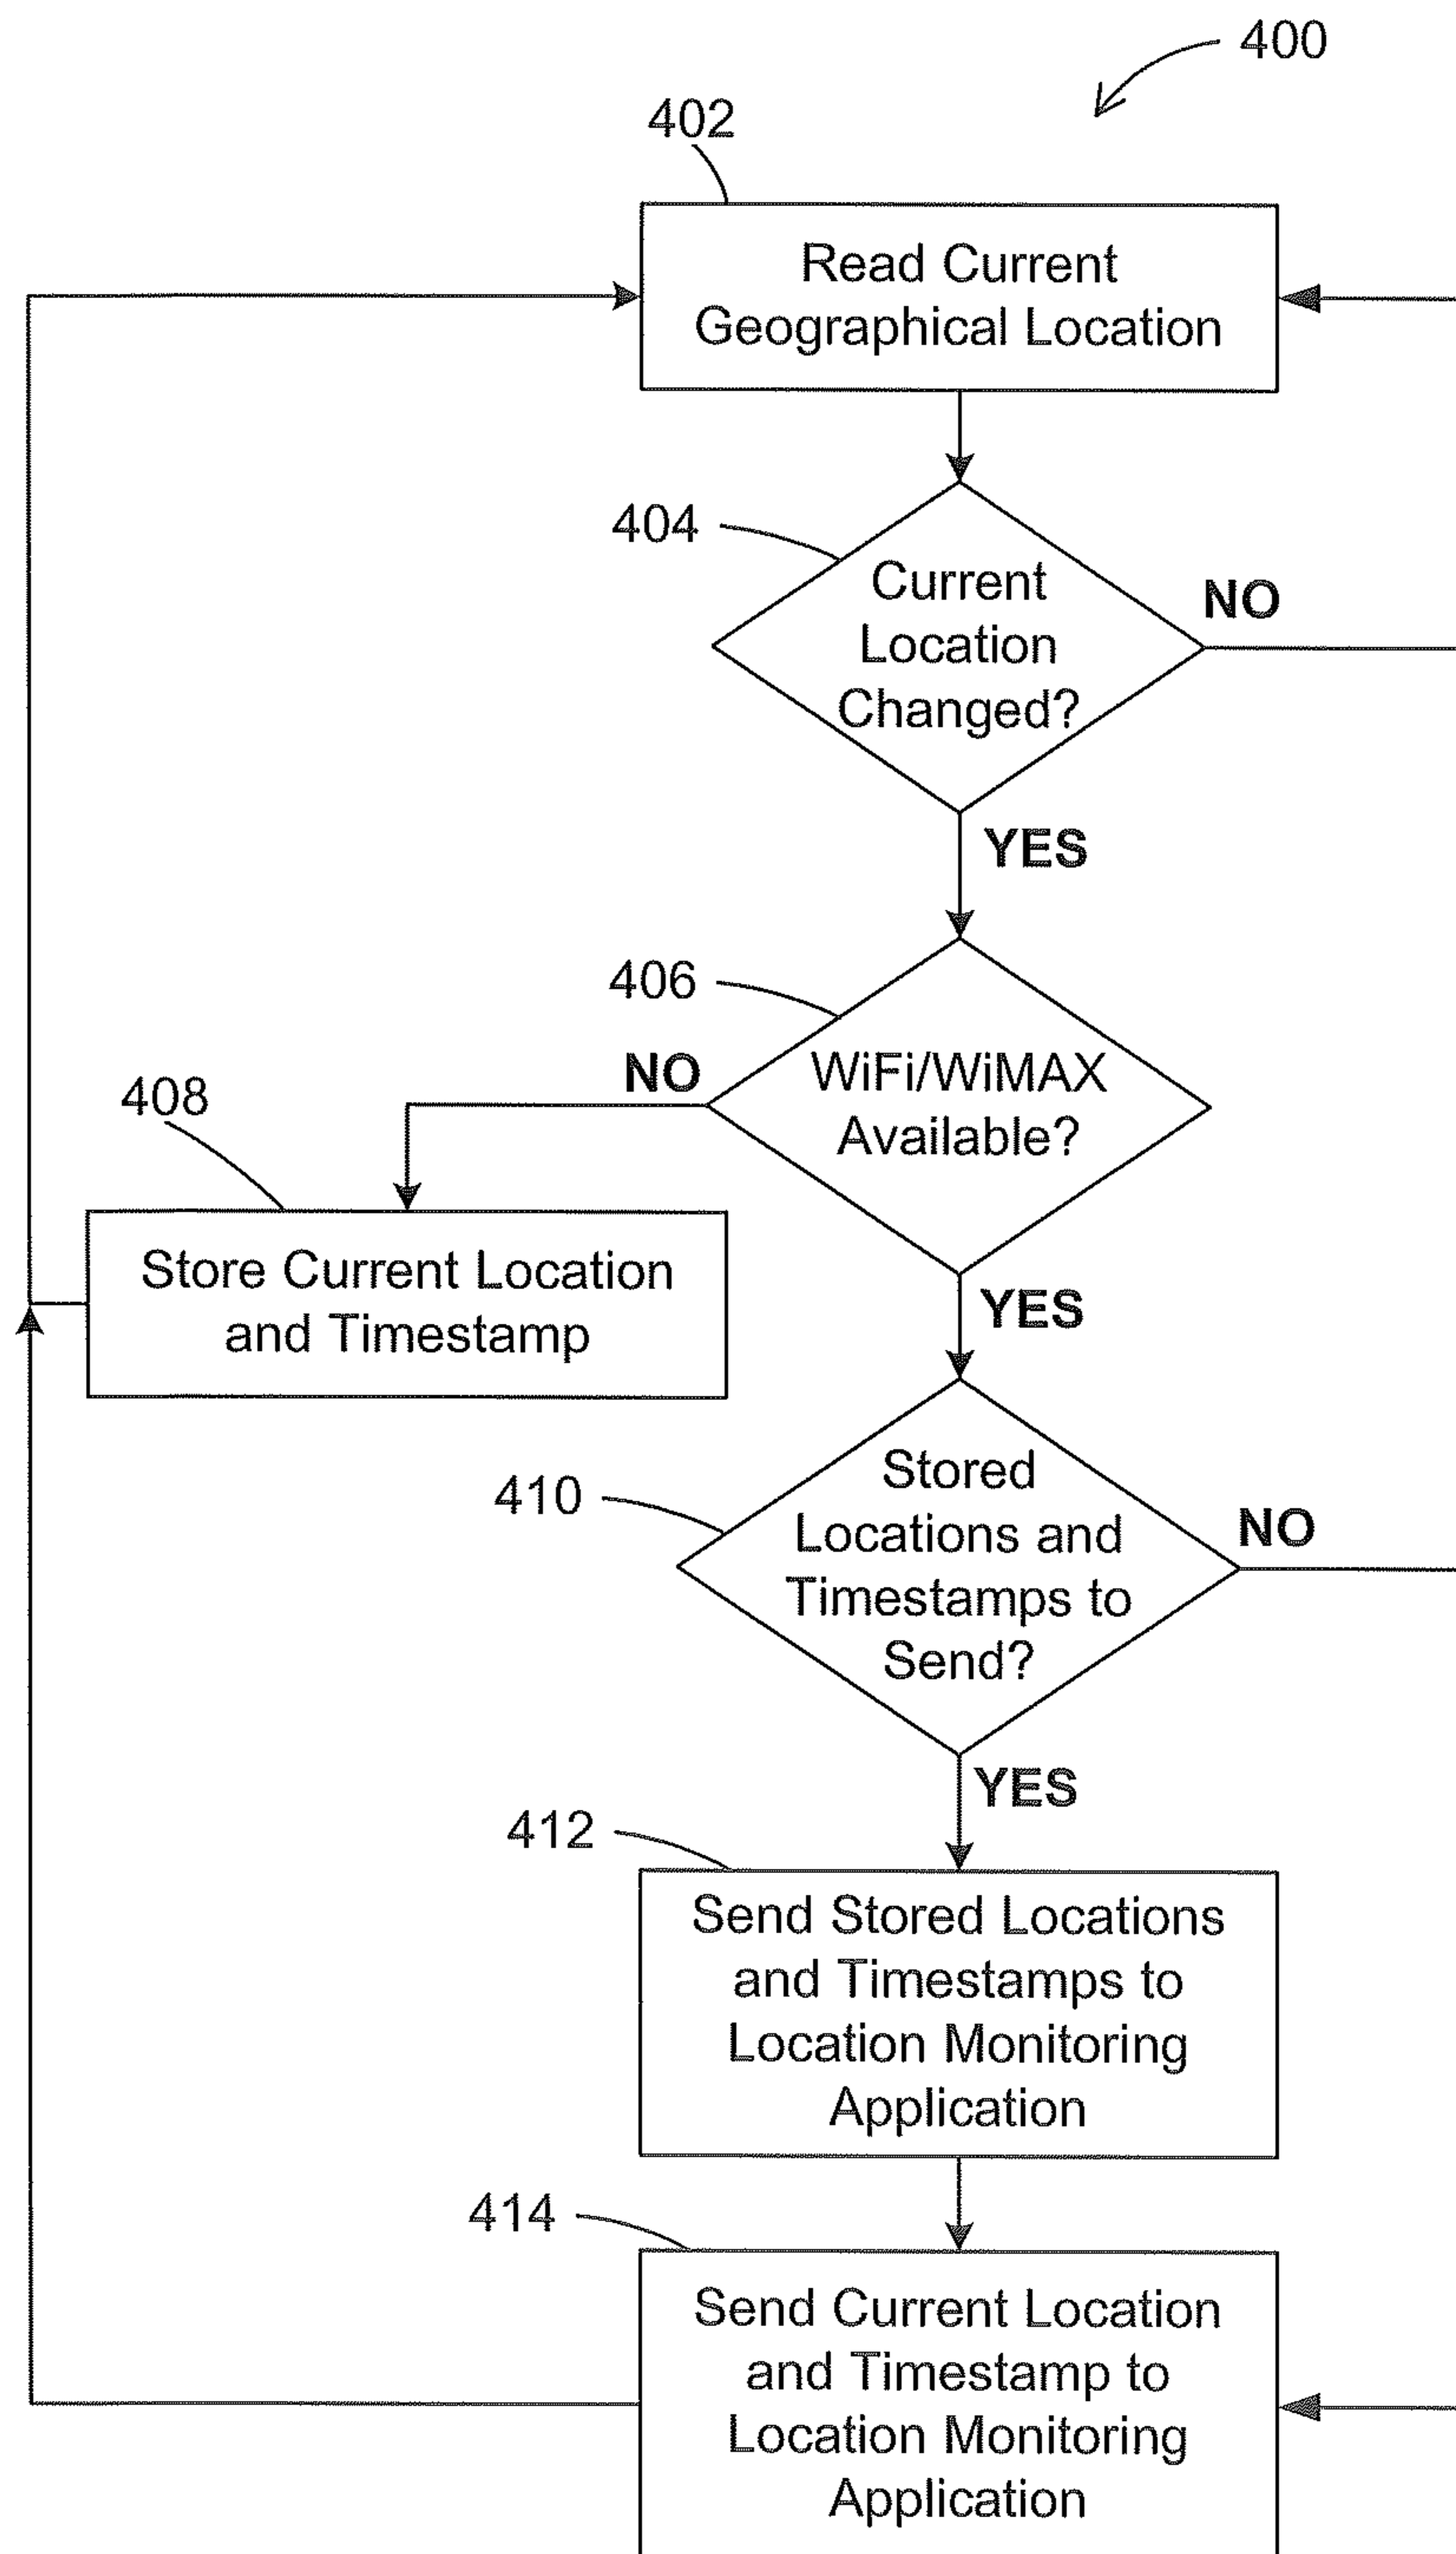 400
402
Read Current
Geographical Location
404
Current
Location
Changed?
NO
YES
406
WiFi/WiMAX
Available?
NO
408
Store Current Location
and Timestamp
YES
410
Stored
Locations and
Timestamps to
Send?
NO
YES
412
Send Stored Locations
and Timestamps to
Location Monitoring
Application
414
Send Current Location
and Timestamp to
Location Monitoring
Application